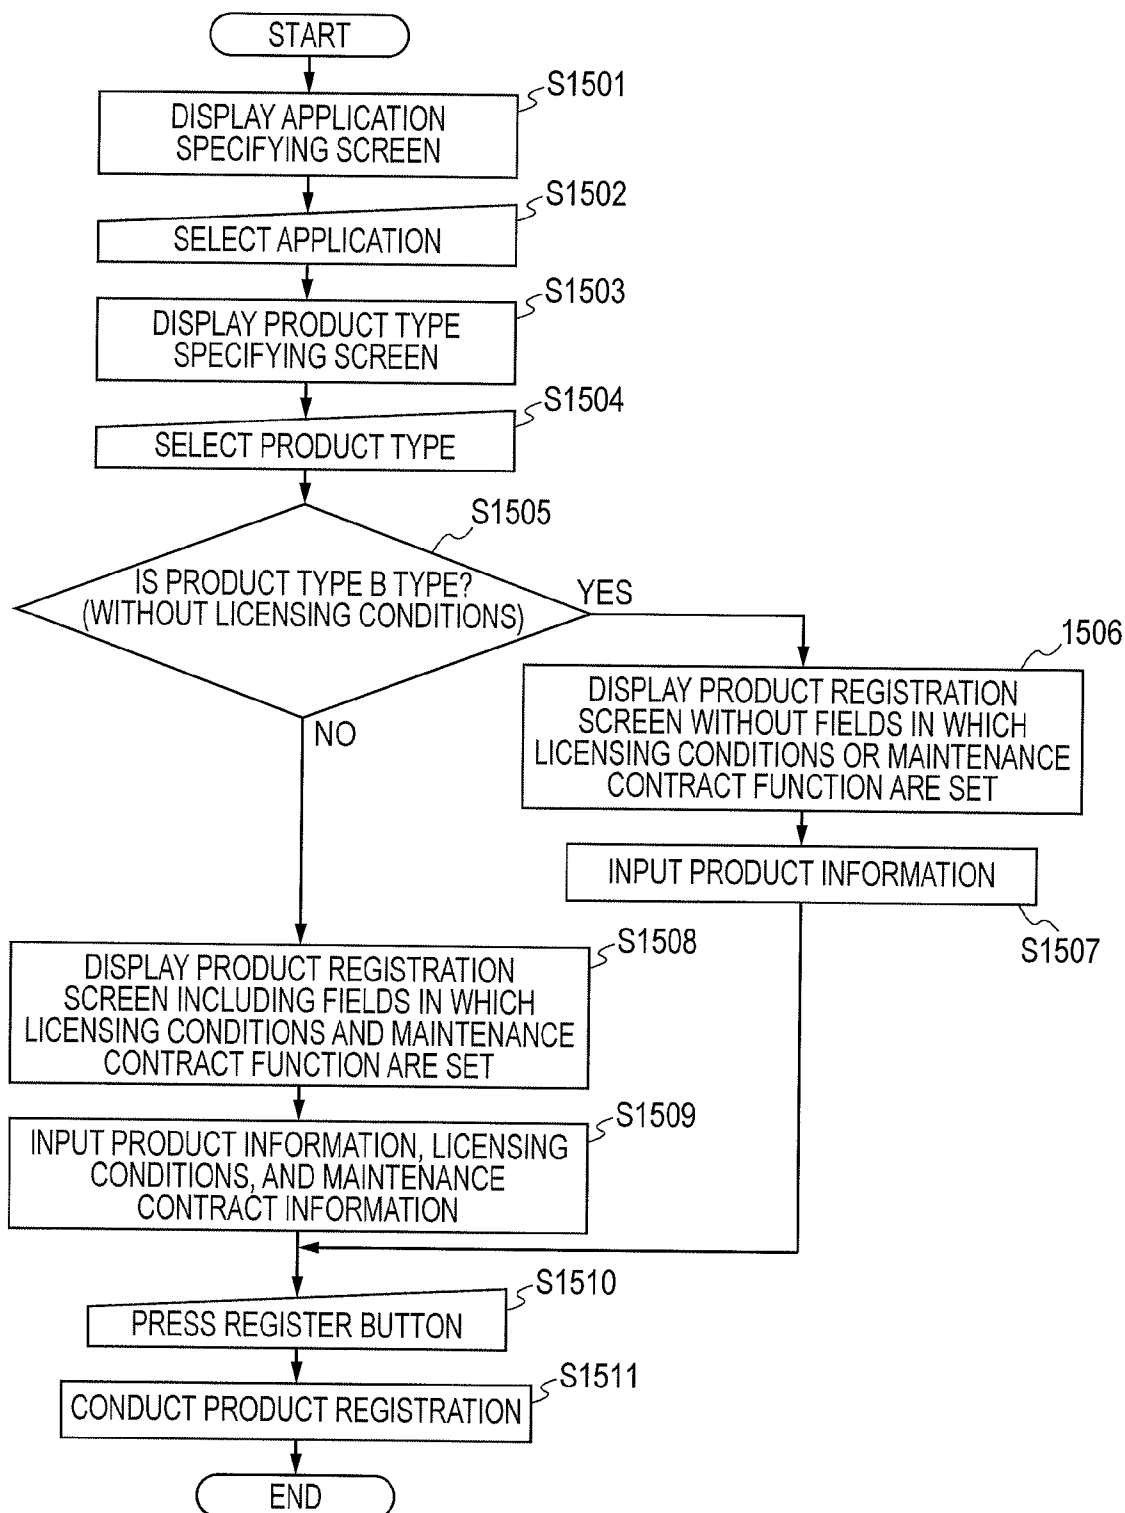 START
S1501
DISPLAY APPLICATION
SPECIFYING SCREEN
S1502
SELECT APPLICATION
S1503
DISPLAY PRODUCT TYPE
SPECIFYING SCREEN
S1504
SELECT PRODUCT TYPE
S1505
IS PRODUCT TYPE B TYPE?
(WITHOUT LICENSING CONDITIONS)
YES
NO
1506
DISPLAY PRODUCT REGISTRATION
SCREEN WITHOUT FIELDS IN WHICH
LICENSING CONDITIONS OR MAINTENANCE
CONTRACT FUNCTION ARE SET
INPUT PRODUCT INFORMATION
S1507
S1508
DISPLAY PRODUCT REGISTRATION
SCREEN INCLUDING FIELDS IN WHICH
LICENSING CONDITIONS AND MAINTENANCE
CONTRACT FUNCTION ARE SET
S1509
INPUT PRODUCT INFORMATION, LICENSING
CONDITIONS, AND MAINTENANCE
CONTRACT INFORMATION
S1510
PRESS REGISTER BUTTON
S1511
CONDUCT PRODUCT REGISTRATION
END